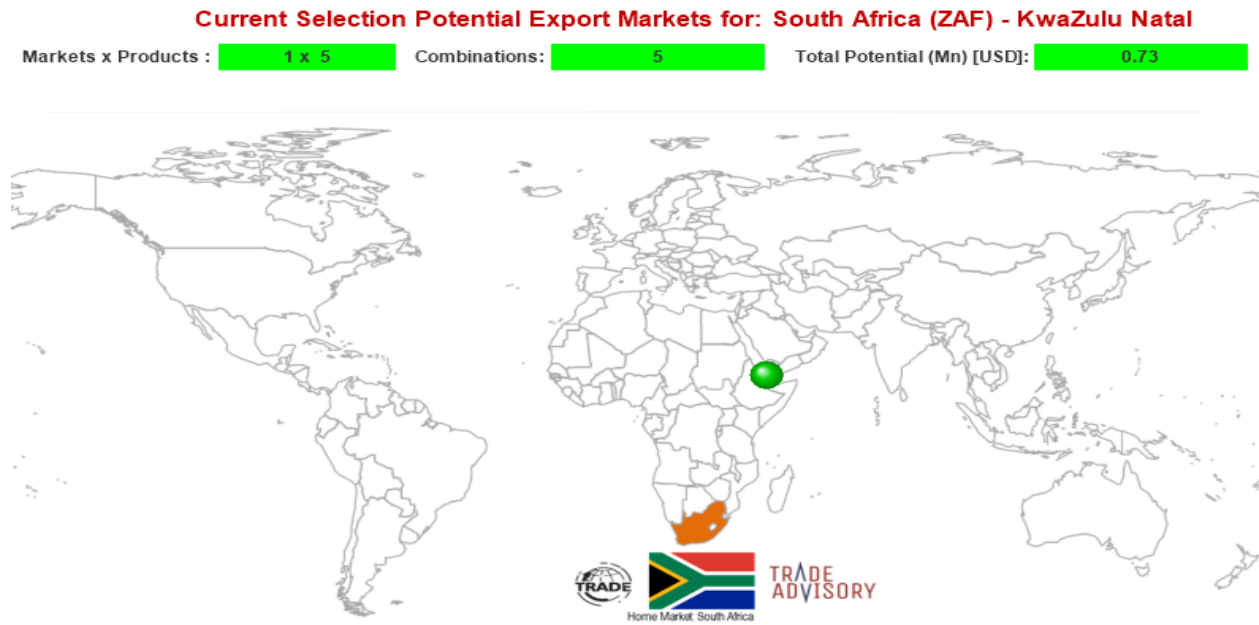 Current Selection Potential Export Markets for: South Africa (ZAF) - KwaZulu Natal
Markets x Products : 1 x 5 Combinations: 5 Total Potential (Mn) [USD]: 0.73
TRADE
TRADE
ADVISORY
Home Market: South Africa